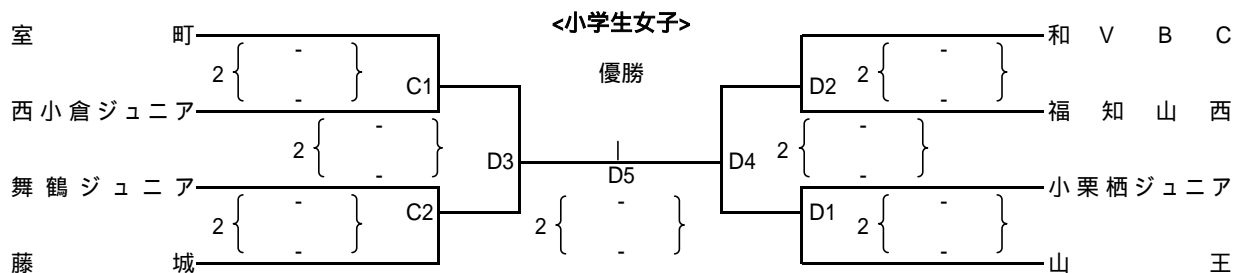 <小学生女子>
室町
2 { - - }
C1
西小倉ジュニア
2 { - - }
D3
舞鶴ジュニア
2 { - - }
C2
藤城
優勝
D5
2 { - - }
和VBC
D2 2 { - - }
福知山西
D4 2 { - - }
小栗栖ジュニア
D1 2 { - - }
山王